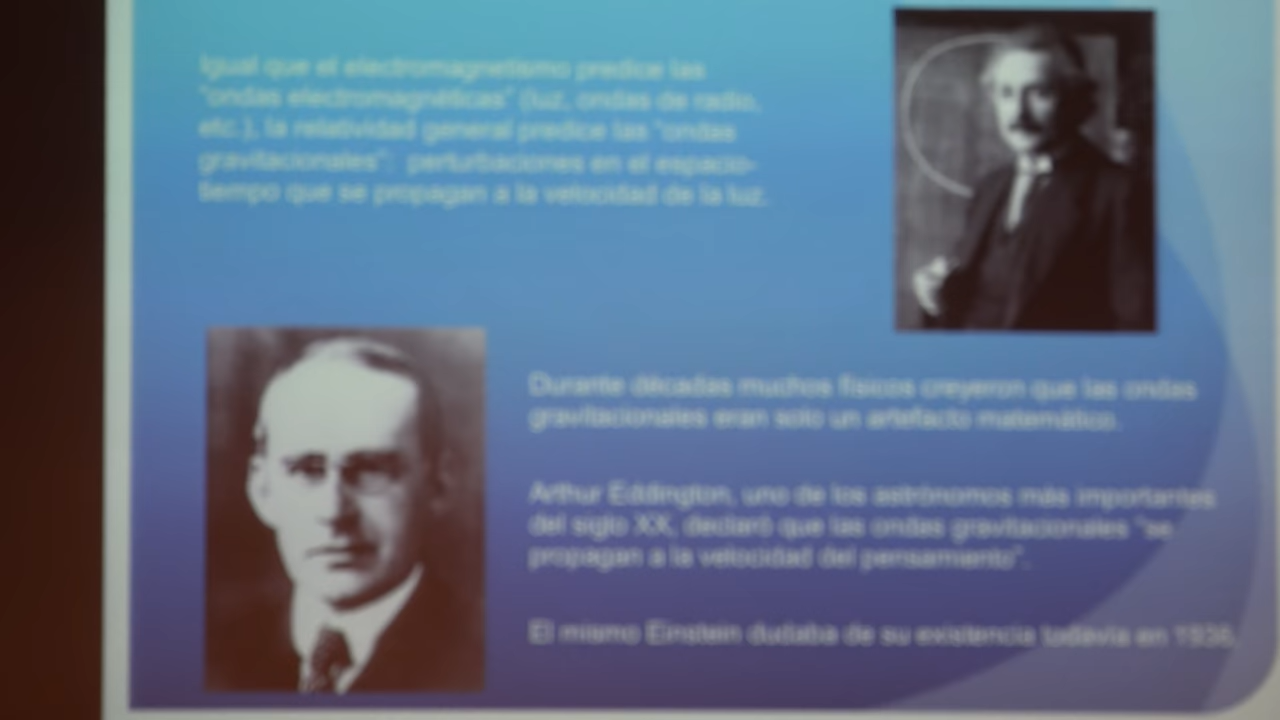 Igual que el electromagnetismo predice las
"ondas electromagnéticas" (luz, ondas de radio,
etc.), la relatividad general predice las "ondas
gravitacionales": perturbaciones en el espacio-
tiempo que se propagan a la velocidad de la luz.
Durante décadas muchos físicos creyeron que las ondas
gravitacionales eran solo un artefacto matemático.
Arthur Eddington, uno de los astrónomos más importantes
del siglo XX, declaró que las ondas gravitacionales "se
propagan a la velocidad del pensamiento".
El mismo Einstein dudaba de su existencia todavía en